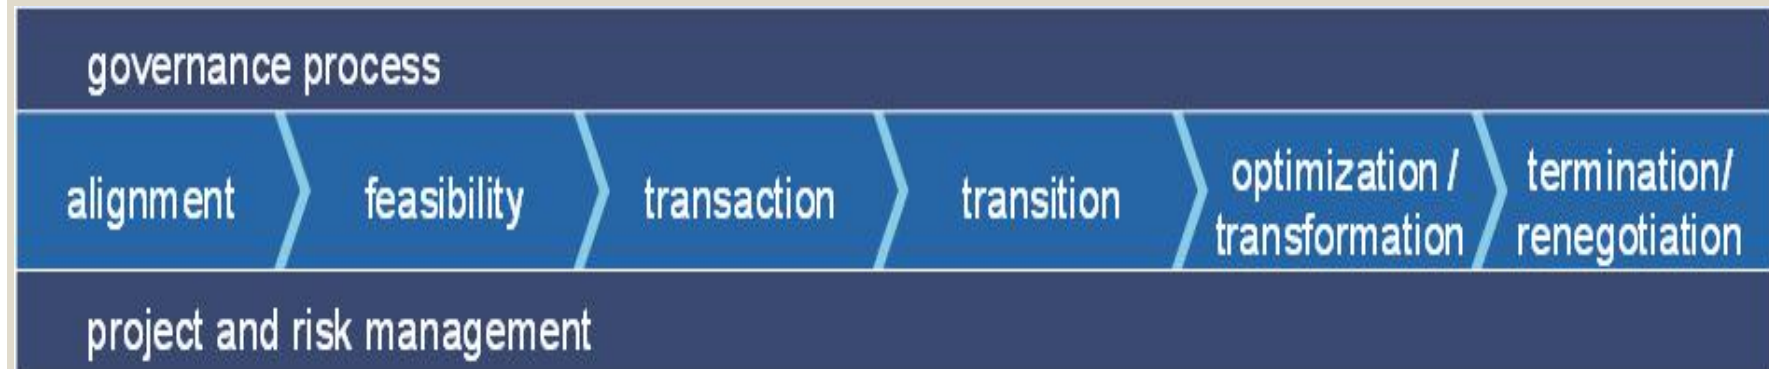 governance process
alignment
feasibility
transaction
transition
optimization /
transformation
termination/
renegotiation
project and risk management